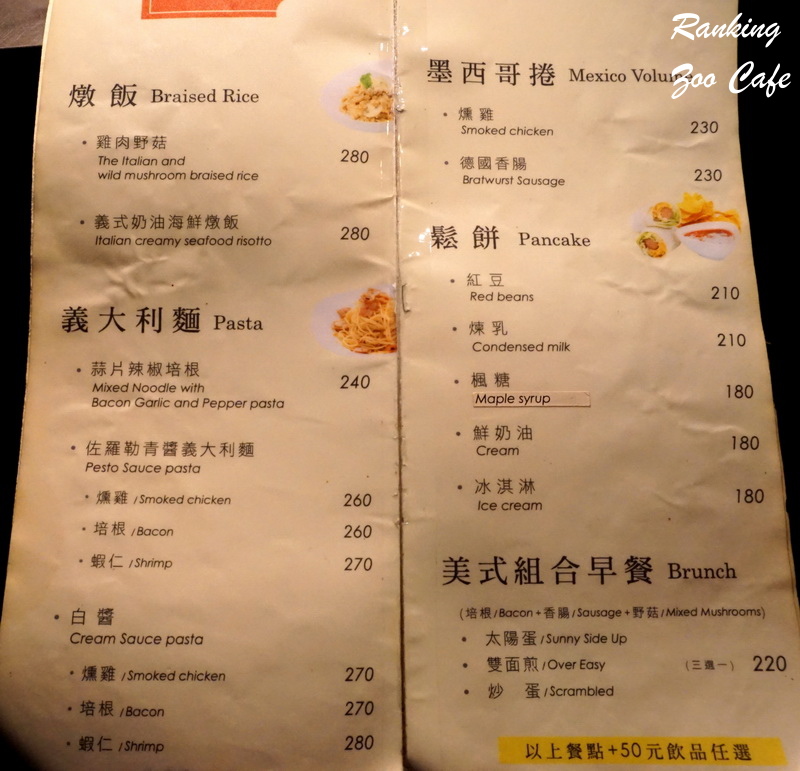 Ranking
Zoo Cafe
燉飯 Braised Rice
• 雞肉野菇
The Italian and
wild mushroom braised rice 280
• 義式奶油海鮮燉飯
Italian creamy seafood risotto 280
義大利麵 Pasta
• 蒜片辣椒培根
Mixed Noodle with
Bacon Garlic and Pepper pasta 240
• 佐羅勒青醬義大利麵
Pesto Sauce pasta
• 燻雞 /Smoked chicken 260
• 培根 /Bacon 260
• 蝦仁 /Shrimp 270
• 白醬
Cream Sauce pasta
• 燻雞 /Smoked chicken 270
• 培根 /Bacon 270
• 蝦仁 /Shrimp 280
墨西哥捲 Mexico Volume
• 燻雞
Smoked chicken 230
• 德國香腸
Bratwurst Sausage 230
鬆餅 Pancake
• 紅豆
Red beans 210
• 煉乳
Condensed milk 210
• 楓糖
Maple syrup 180
• 鮮奶油
Cream 180
• 冰淇淋
Ice cream 180
美式組合早餐 Brunch
(培根/Bacon+香腸/Sausage+野菇/Mixed Mushrooms)
• 太陽蛋/Sunny Side Up
• 雙面煎/Over Easy (三選一) 220
• 炒 蛋/Scrambled
以上餐點+50元飲品任選